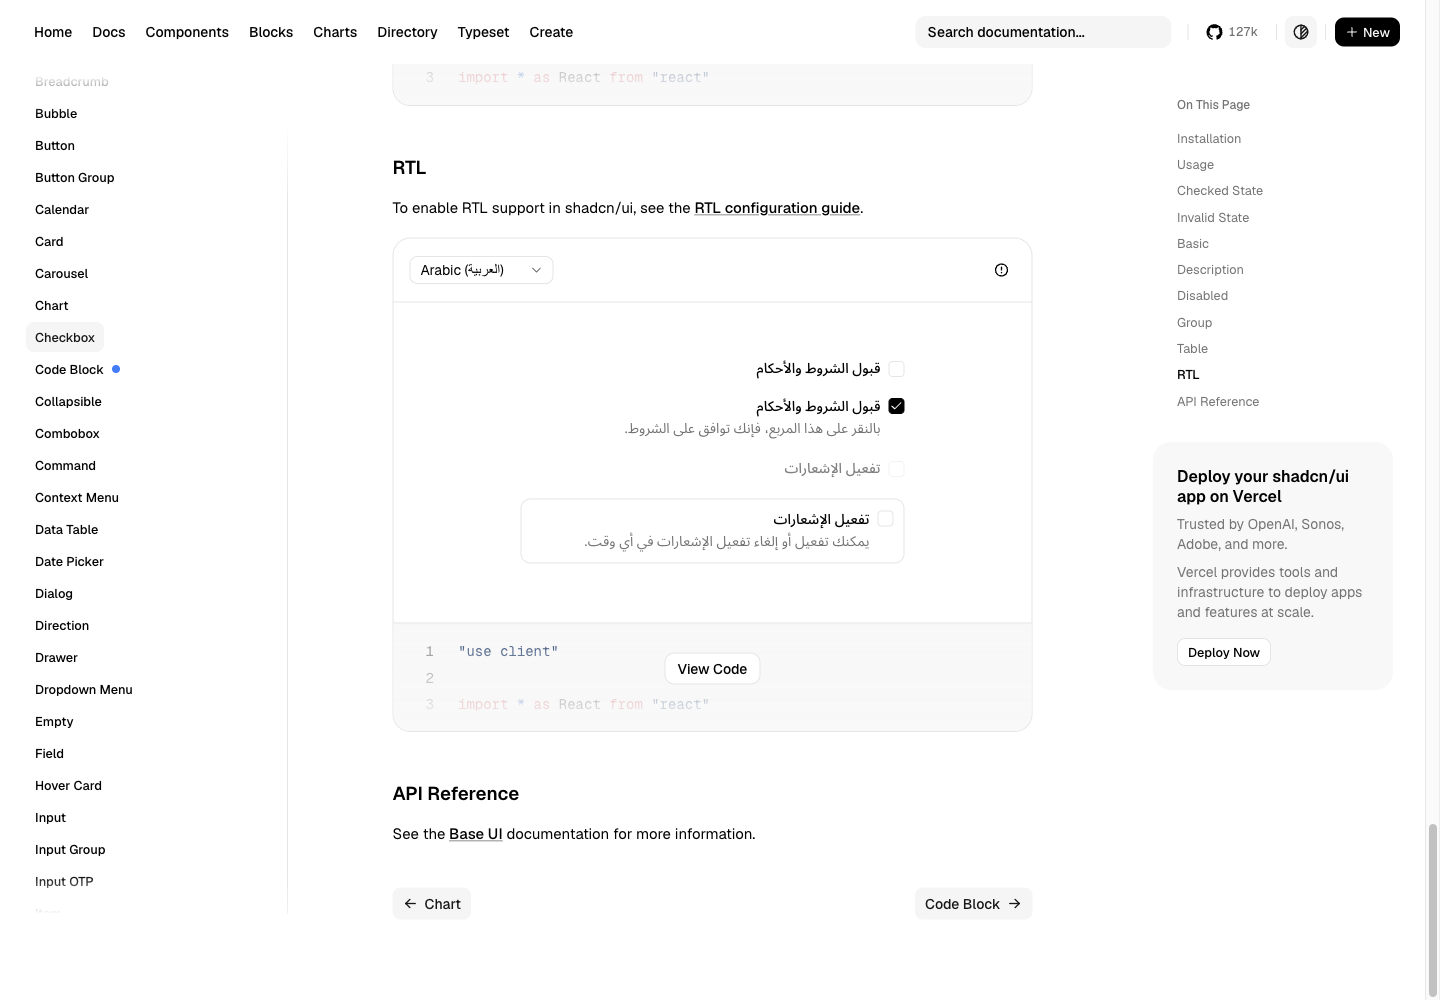 Home
Docs
Components
Blocks
Charts
Directory
Typeset
Create
Search documentation...
127k
New
Breadcrumb
Bubble
Button
Button Group
Calendar
Card
Carousel
Chart
Checkbox
Code Block
Collapsible
Combobox
Command
Context Menu
Data Table
Date Picker
Dialog
Direction
Drawer
Dropdown Menu
Empty
Field
Hover Card
Input
Input Group
Input OTP
3 import * as React from "react"
RTL
To enable RTL support in shadcn/ui, see the RTL configuration guide.
Arabic (العربية)
قبول الشروط والأحكام
قبول الشروط والأحكام
بالنقر على هذا المربع، فإنك توافق على الشروط.
تفعيل الإشعارات
تفعيل الإشعارات
يمكنك تفعيل أو إلغاء تفعيل الإشعارات في أي وقت.
1 "use client"
2
3 import * as React from "react"
View Code
API Reference
See the Base UI documentation for more information.
Chart
Code Block
On This Page
Installation
Usage
Checked State
Invalid State
Basic
Description
Disabled
Group
Table
RTL
API Reference
Deploy your shadcn/ui
app on Vercel
Trusted by OpenAI, Sonos,
Adobe, and more.
Vercel provides tools and
infrastructure to deploy apps
and features at scale.
Deploy Now